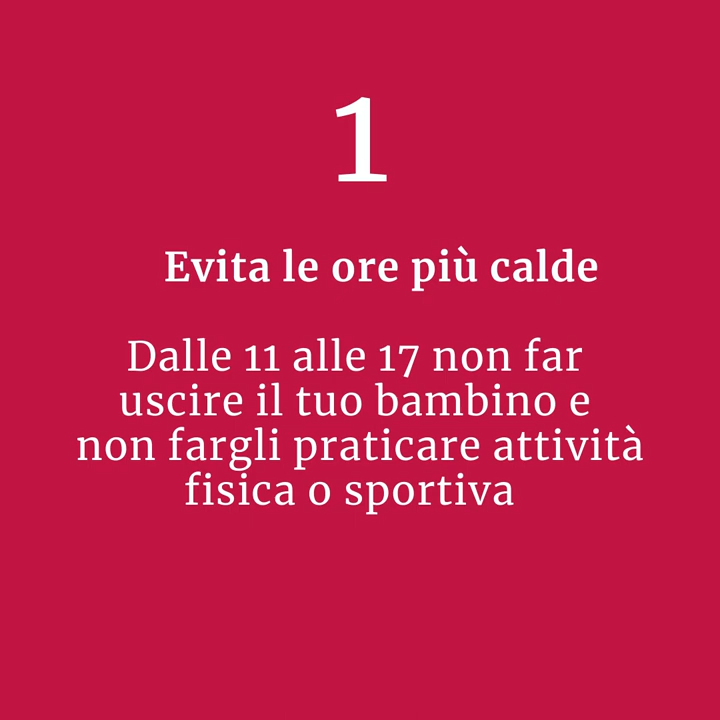 1
Evita le ore più calde
Dalle 11 alle 17 non far
uscire il tuo bambino e
non fargli praticare attività
fisica o sportiva